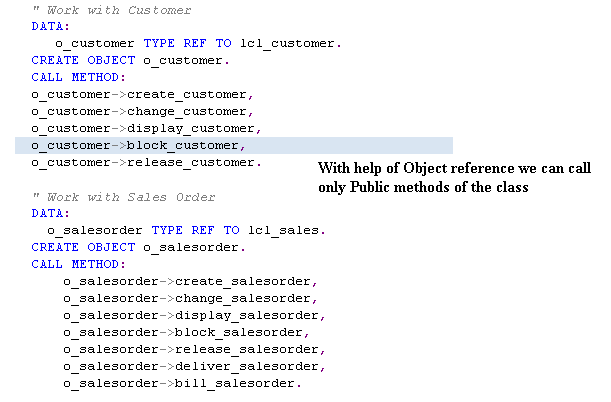 " Work with Customer
DATA:
o_customer TYPE REF TO lcl_customer.
CREATE OBJECT o_customer.
CALL METHOD:
o_customer->create_customer,
o_customer->change_customer,
o_customer->display_customer,
o_customer->block_customer,
o_customer->release_customer.
With help of Object reference we can call
only Public methods of the class
" Work with Sales Order
DATA:
o_salesorder TYPE REF TO lcl_sales.
CREATE OBJECT o_salesorder.
CALL METHOD:
o_salesorder->create_salesorder,
o_salesorder->change_salesorder,
o_salesorder->display_salesorder,
o_salesorder->block_salesorder,
o_salesorder->release_salesorder,
o_salesorder->deliver_salesorder,
o_salesorder->bill_salesorder.